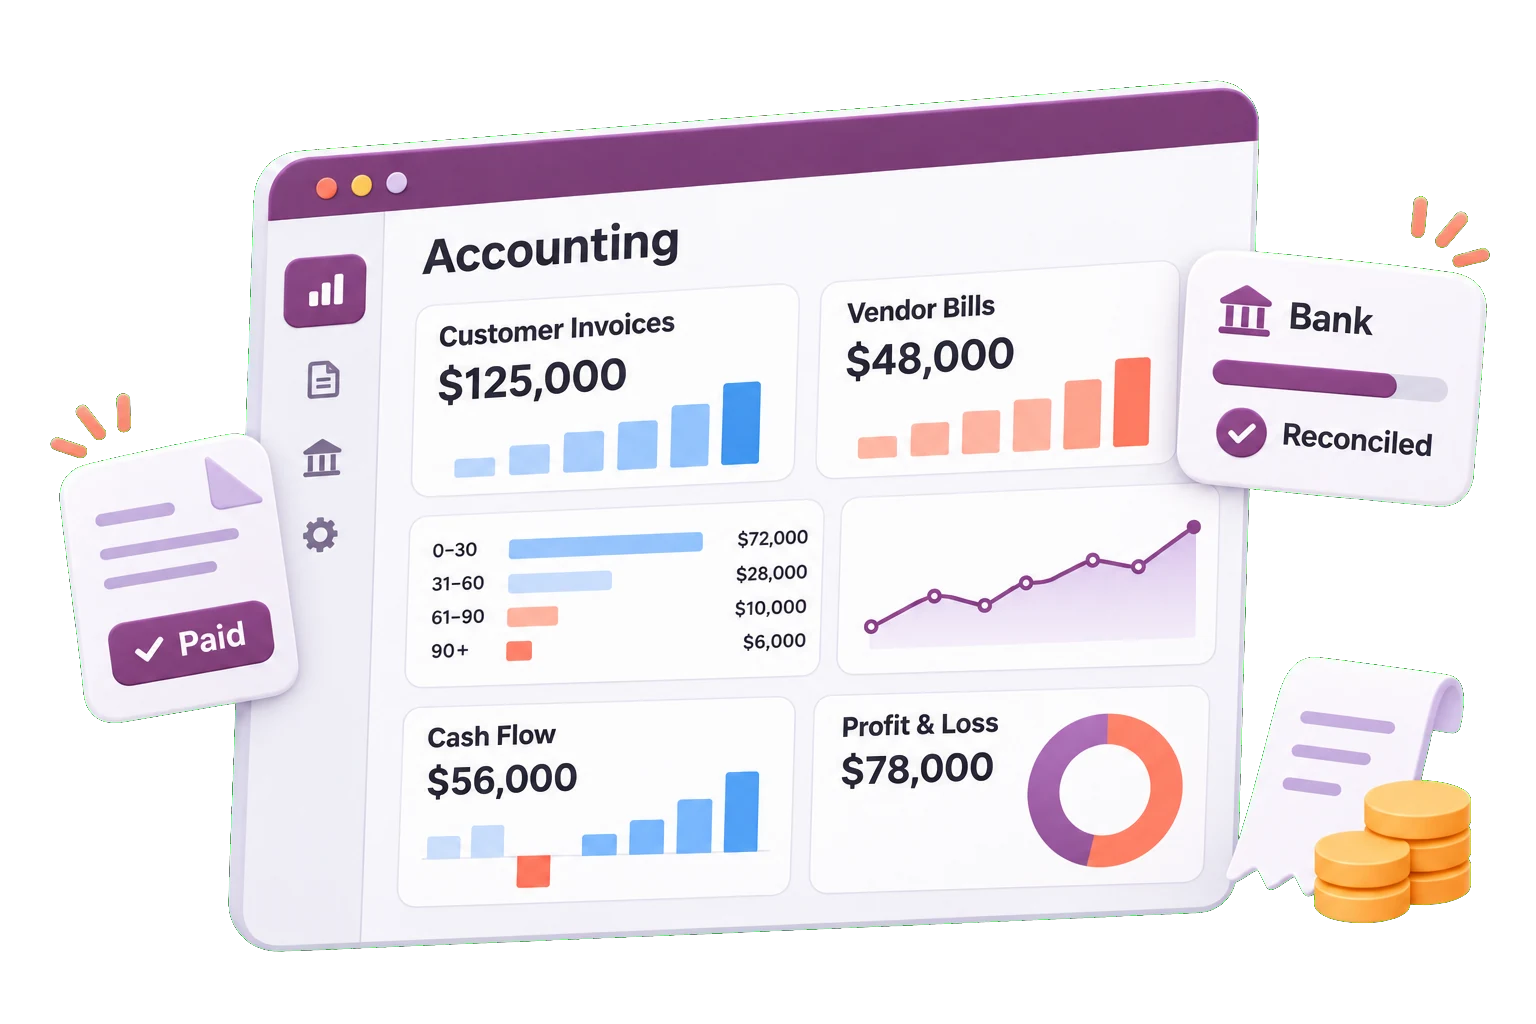 Accounting
Customer Invoices
$125,000
Vendor Bills
$48,000
Bank
Reconciled
0–30 $72,000
31–60 $28,000
61–90 $10,000
90+ $6,000
Paid
Cash Flow
$56,000
Profit & Loss
$78,000